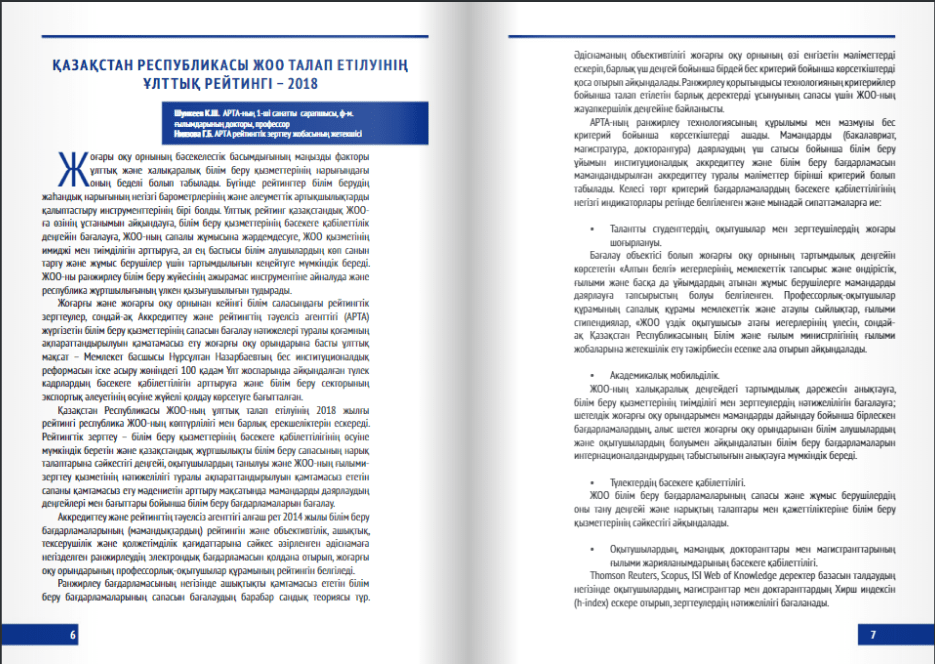 ҚАЗАҚСТАН РЕСПУБЛИКАСЫ ЖОО ТАЛАП ЕТІЛУІНІҢ
ҰЛТТЫҚ РЕЙТИНГІ – 2018
Шункеев К.Ш. АРТА-ның 1-ші санатты сарапшысы, ф-м.
ғылымдарының докторы, профессор
Ниязова Г.Б. АРТА рейтингтік зерттеу жобасының жетекшісі
Жоғары оқу орнының бәсекелестік басымдығының маңызды факторы
ұлттық және халықаралық білім беру қызметтерінің нарығындағы
оның беделі болып табылады. Бүгінде рейтингтер білім берудің
жаһандық нарығының негізгі барометрлерінің және әлеуметтік артықшылықтарды
қалыптастыру инструменттерінің бірі болды. Ұлттық рейтинг қазақстандық ЖОО-
ға өзінің ұстанымын айқындауға, білім беру қызметтерінің бәсекеге қабілеттілік
деңгейін бағалауға, ЖОО-ның сапалы жұмысына жәрдемдесуге, ЖОО қызметінің
имиджі мен тиімділігін арттыруға, ал ең бастысы білім алушылардың көп санын
тарту және жұмыс берушілер үшін тартымдылығын кеңейтуге мүмкіндік береді.
ЖОО-ны ранжирлеу білім беру жүйесінің ажырамас инструментіне айналуда және
республика жұртшылығының үлкен қызығушылығын тудырады.
Жоғарғы және жоғарғы оқу орнынан кейінгі білім саласындағы рейтингтік
зерттеулер, сондай-ақ Аккредиттеу және рейтингтің тәуелсіз агенттігі (АРТА)
жүргізетін білім беру қызметтерінің сапасын бағалау нәтижелері туралы қоғамның
ақпараттандырылуын қаматамасыз ету жоғарғы оқу орындарына басты ұлттық
мақсат – Мемлекет басшысы Нұрсұлтан Назарбаевтың бес институционалдық
реформасын іске асыру жөніндегі 100 қадам Ұлт жоспарында айқындалған түлек
кадрлардың бәсекеге қабілеттілігін арттыруға және білім беру секторының
экспорттық әлеуетінің өсуіне жүйелі қолдау көрсетуге бағытталған.
Қазақстан Республикасы ЖОО-ның ұлттық талап етілуінің 2018 жылғы
рейтингі республика ЖОО-ның көптүрлілігі мен барлық ерекшеліктерін ескереді.
Рейтингтік зерттеу – білім беру қызметтерінің бәсекеге қабілеттілігінің өсуіне
мүмкіндік беретін және қазақстандық жұртшылықты білім беру сапасының нарық
талаптарына сәйкестігі деңгейі, оқытушылардың танылуы және ЖОО-ның ғылыми-
зерттеу қызметінің нәтижелілігі туралы ақпараттандырылуын қамтамасыз ететін
сапаны қамтамасыз ету мәдениетін арттыру мақсатында мамандарды даярлаудың
деңгейлері мен бағыттары бойынша білім беру бағдарламаларын бағалау.
Аккредиттеу және рейтингтің тәуелсіз агенттігі алғаш рет 2014 жылы білім беру
бағдарламаларының (мамандықтардың) рейтингін және объективтілік, ашықтық,
тексерушілік және қолжетімділік қағидаттарына сәйкес әзірленген әдіснамаға
негізделген ранжирлеудің электрондық бағдарламасын қолдана отырып, жоғарғы
оқу орындарының профессорлық-оқытушылар құрамының рейтингін белгіледі.
Ранжирлеу бағдарламасының негізінде ашықтықты қамтамасыз ететін білім
беру бағдарламаларының сапасын бағалаудың барабар сандық теориясы тұр.
6
Әдіснаманың объективтілігі жоғарғы оқу орнының өзі енгізетін мәліметтерді
ескеріп, барлық үш деңгей бойынша бірдей бес критерий бойынша көрсеткіштерді
қоса отырып айқындалады. Ранжирлеу қорытындысы технологияның критерийлер
бойынша талап етілетін барлық деректерді ұсынуының сапасы үшін ЖОО-ның
жауапкершілік деңгейіне байланысты.
АРТА-ның ранжирлеу технологиясының құрылымы мен мазмұны бес
критерий бойынша көрсеткіштерді ашады. Мамандарды (бакалавриат,
магистратура, докторантура) даярлаудың үш сатысы бойынша білім беру
ұйымын институционалдық аккредиттеу және білім беру бағдарламасын
мамандандырылған аккредиттеу туралы мәліметтер бірінші критерий болып
табылады. Келесі төрт критерий бағдарламалардың бәсекеге қабілеттілігінің
негізгі индикаторлары ретінде белгіленген және мынадай сипаттамаларға ие:
• Талантты студенттердің, оқытушылар мен зерттеушілердің жоғары
шоғырлануы.
Бағалау объектісі болып жоғарғы оқу орнының тартымдылық деңгейін
көрсететін «Алтын белгі» иегерлерінің, мемлекеттік тапсырыс және өндірістік,
ғылыми және басқа да ұйымдардың атынан жұмыс берушілерге мамандарды
даярлауға тапсырыстың болуы белгіленген. Профессорлық-оқытушылар
құрамының сапалық құрамы мемлекеттік және атаулы сыйлықтар, ғылыми
стипендиялар, «ЖОО үздік оқытушысы» атағы иегерлерінің үлесін, сондай-
ақ Қазақстан Республикасының Білім және ғылым министрлігінің ғылыми
жобаларына жетекшілік ету тәжірбиесін есепке ала отырып айқындалады.
• Академикалық мобильділік.
ЖОО-ның халықаралық деңгейдегі тартымдылық дәрежесін анықтауға,
білім беру қызметтерінің тиімділігі мен зерттеулердің нәтижелілігін бағалауға;
шетелдік жоғарғы оқу орындарымен мамандарды дайындау бойынша бірлескен
бағдарламалардың, алыс шетел жоғарғы оқу орындарынан білім алушылардың
және оқытушылардың болуымен айқындалатын білім беру бағдарламаларын
интернационалдандырудың табыстылығын анықтауға мүмкіндік береді.
• Түлектердің бәсекеге қабілеттілігі.
ЖОО білім беру бағдарламаларының сапасы және жұмыс берушілердің
оны тану деңгейі және нарықтың талаптары мен қажеттіліктеріне білім беру
қызметтерінің сәйкестігі айқындалады.
• Оқытушылардың, мамандық докторанттары мен магистранттарының
ғылыми жарияланымдарының бәсекеге қабілеттілігі.
Thomson Reuters, Scopus, ISI Web of Knowledge деректер базасын талдаудың
негізінде оқытушылардың, магистранттар мен докторанттардың Хирш индексін
(h-index) ескере отырып, зерттеулердің нәтижелілігі бағаланады.
7